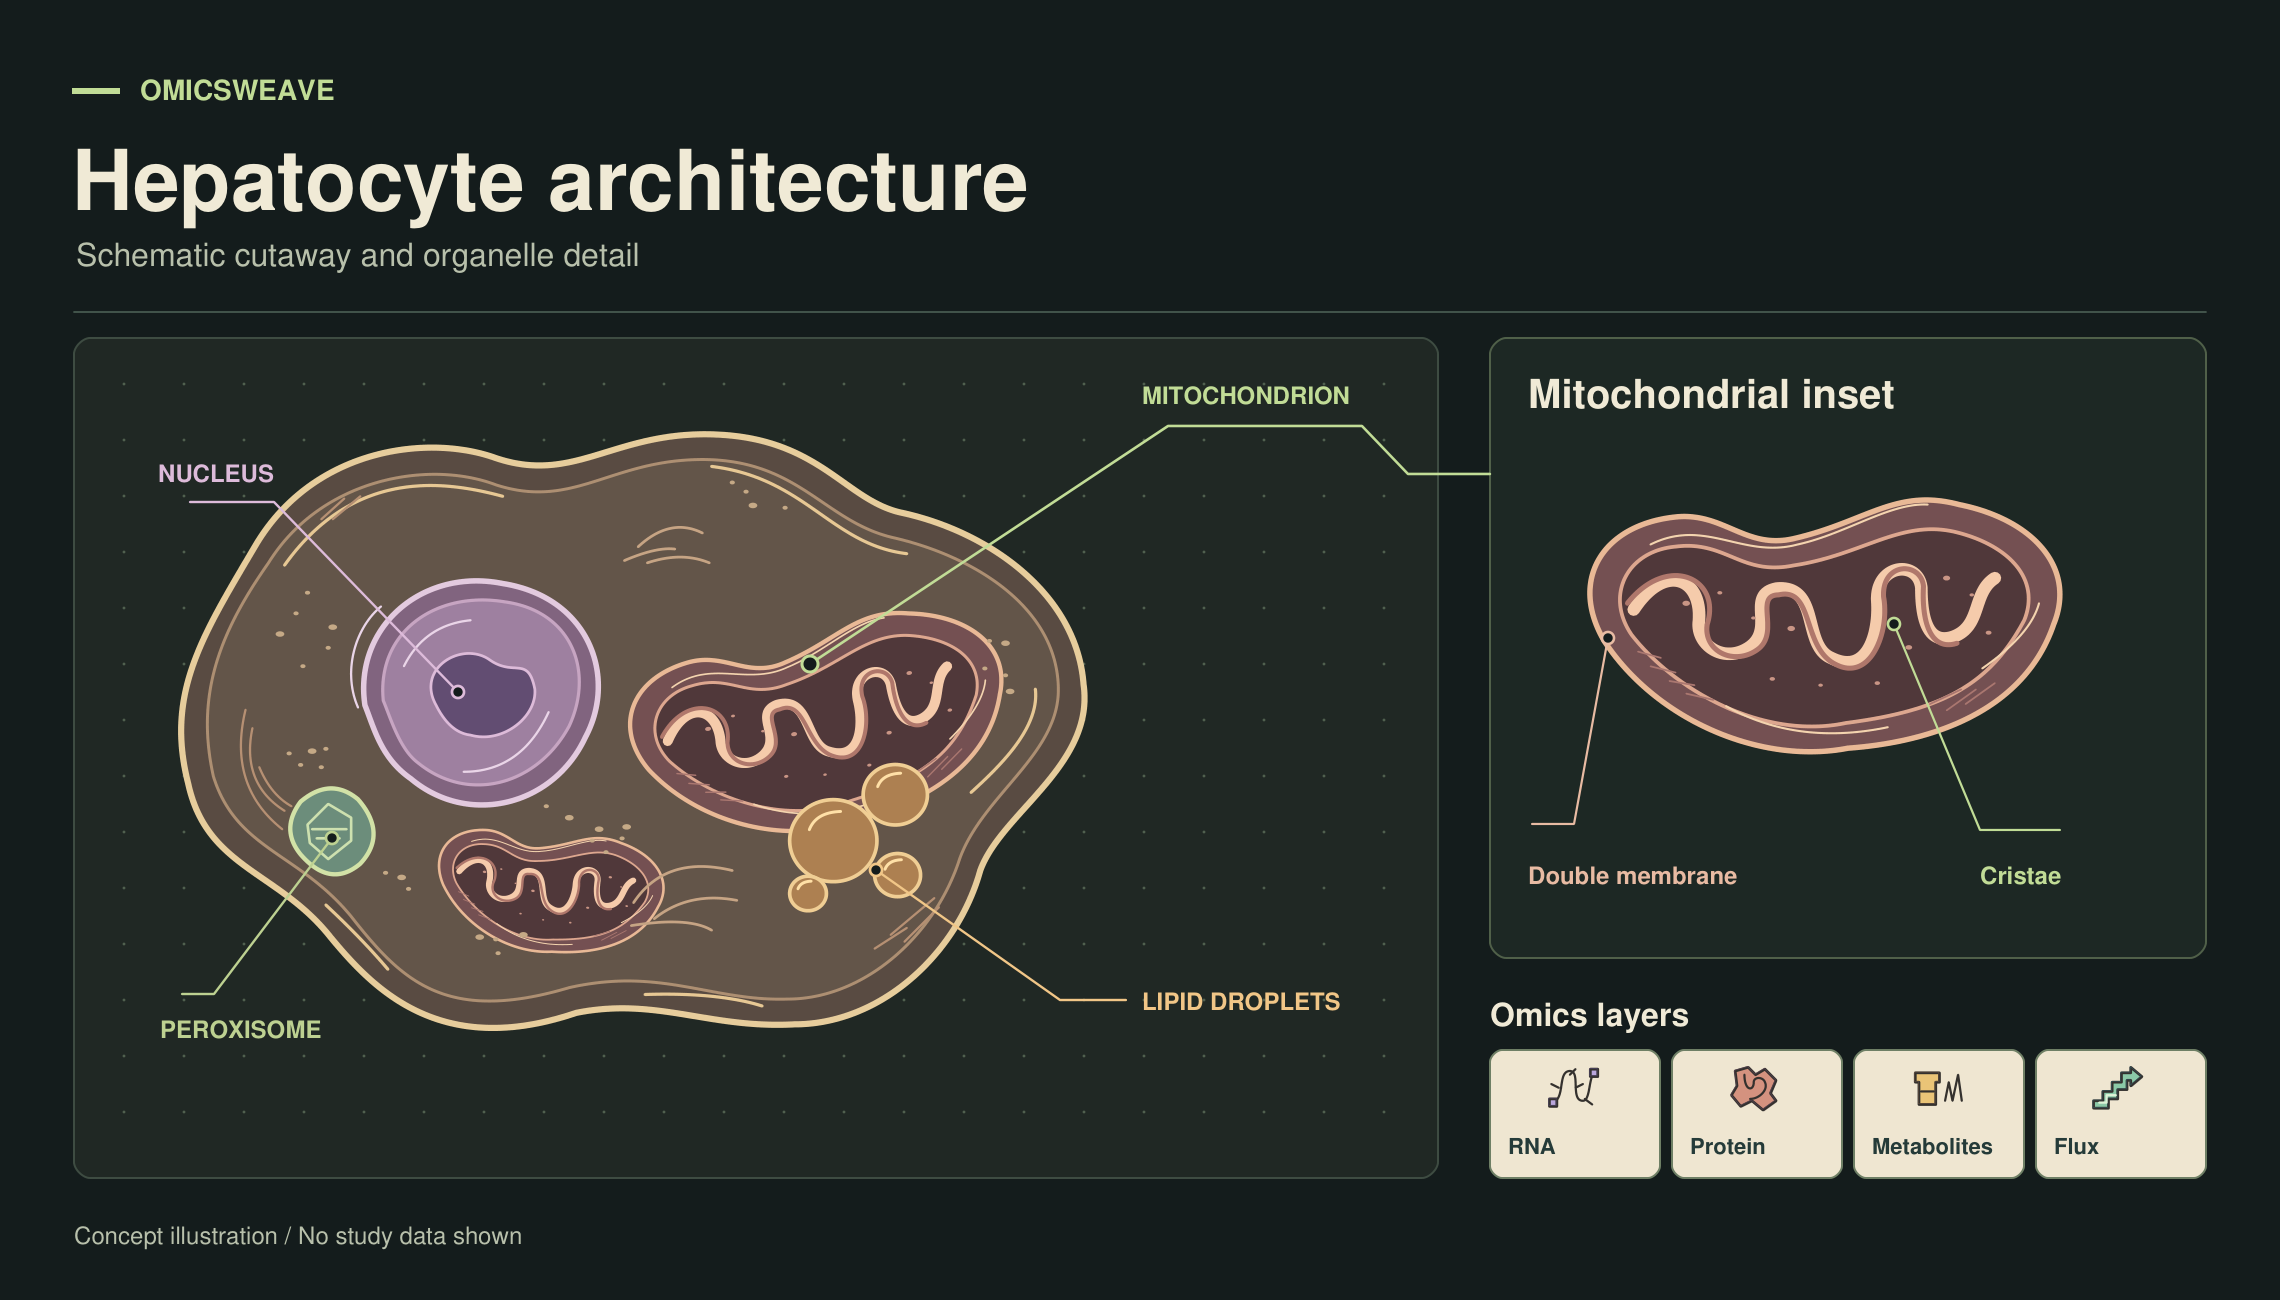 OMICSWEAVE
Hepatocyte architecture
Schematic cutaway and organelle detail
MITOCHONDRION
NUCLEUS
PEROXISOME
LIPID DROPLETS
Mitochondrial inset
Double membrane
Cristae
Omics layers
RNA
Protein
Metabolites
Flux
Concept illustration / No study data shown